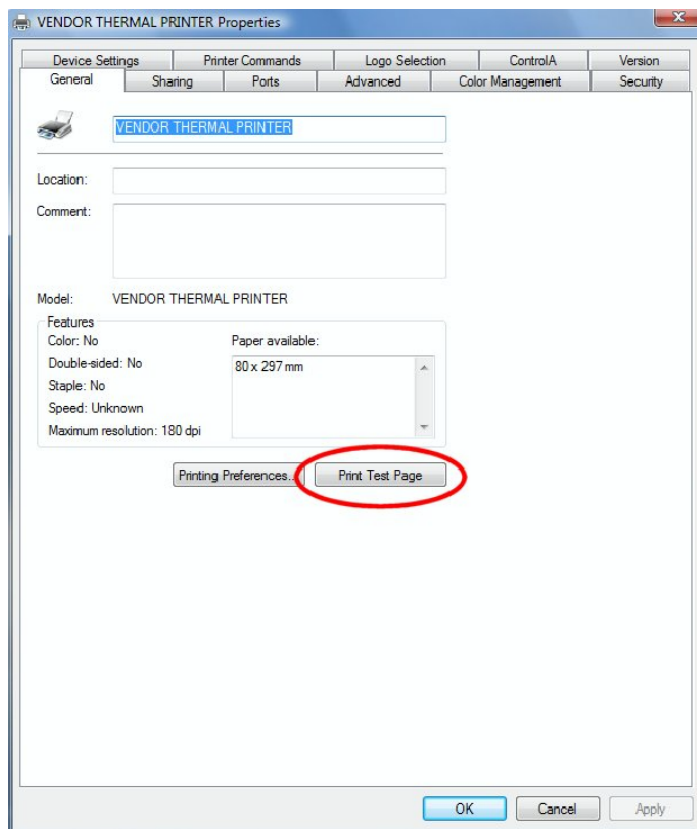 VENDOR THERMAL PRINTER Properties
Device Settings Printer Commands Logo Selection ControlA Version
General Sharing Ports Advanced Color Management Security
VENDOR THERMAL PRINTER
Location:
Comment:
Model: VENDOR THERMAL PRINTER
Features
Color: No Paper available:
Double-sided: No 80 x 297 mm
Staple: No
Speed: Unknown
Maximum resolution: 180 dpi
Printing Preferences... Print Test Page
OK Cancel Apply